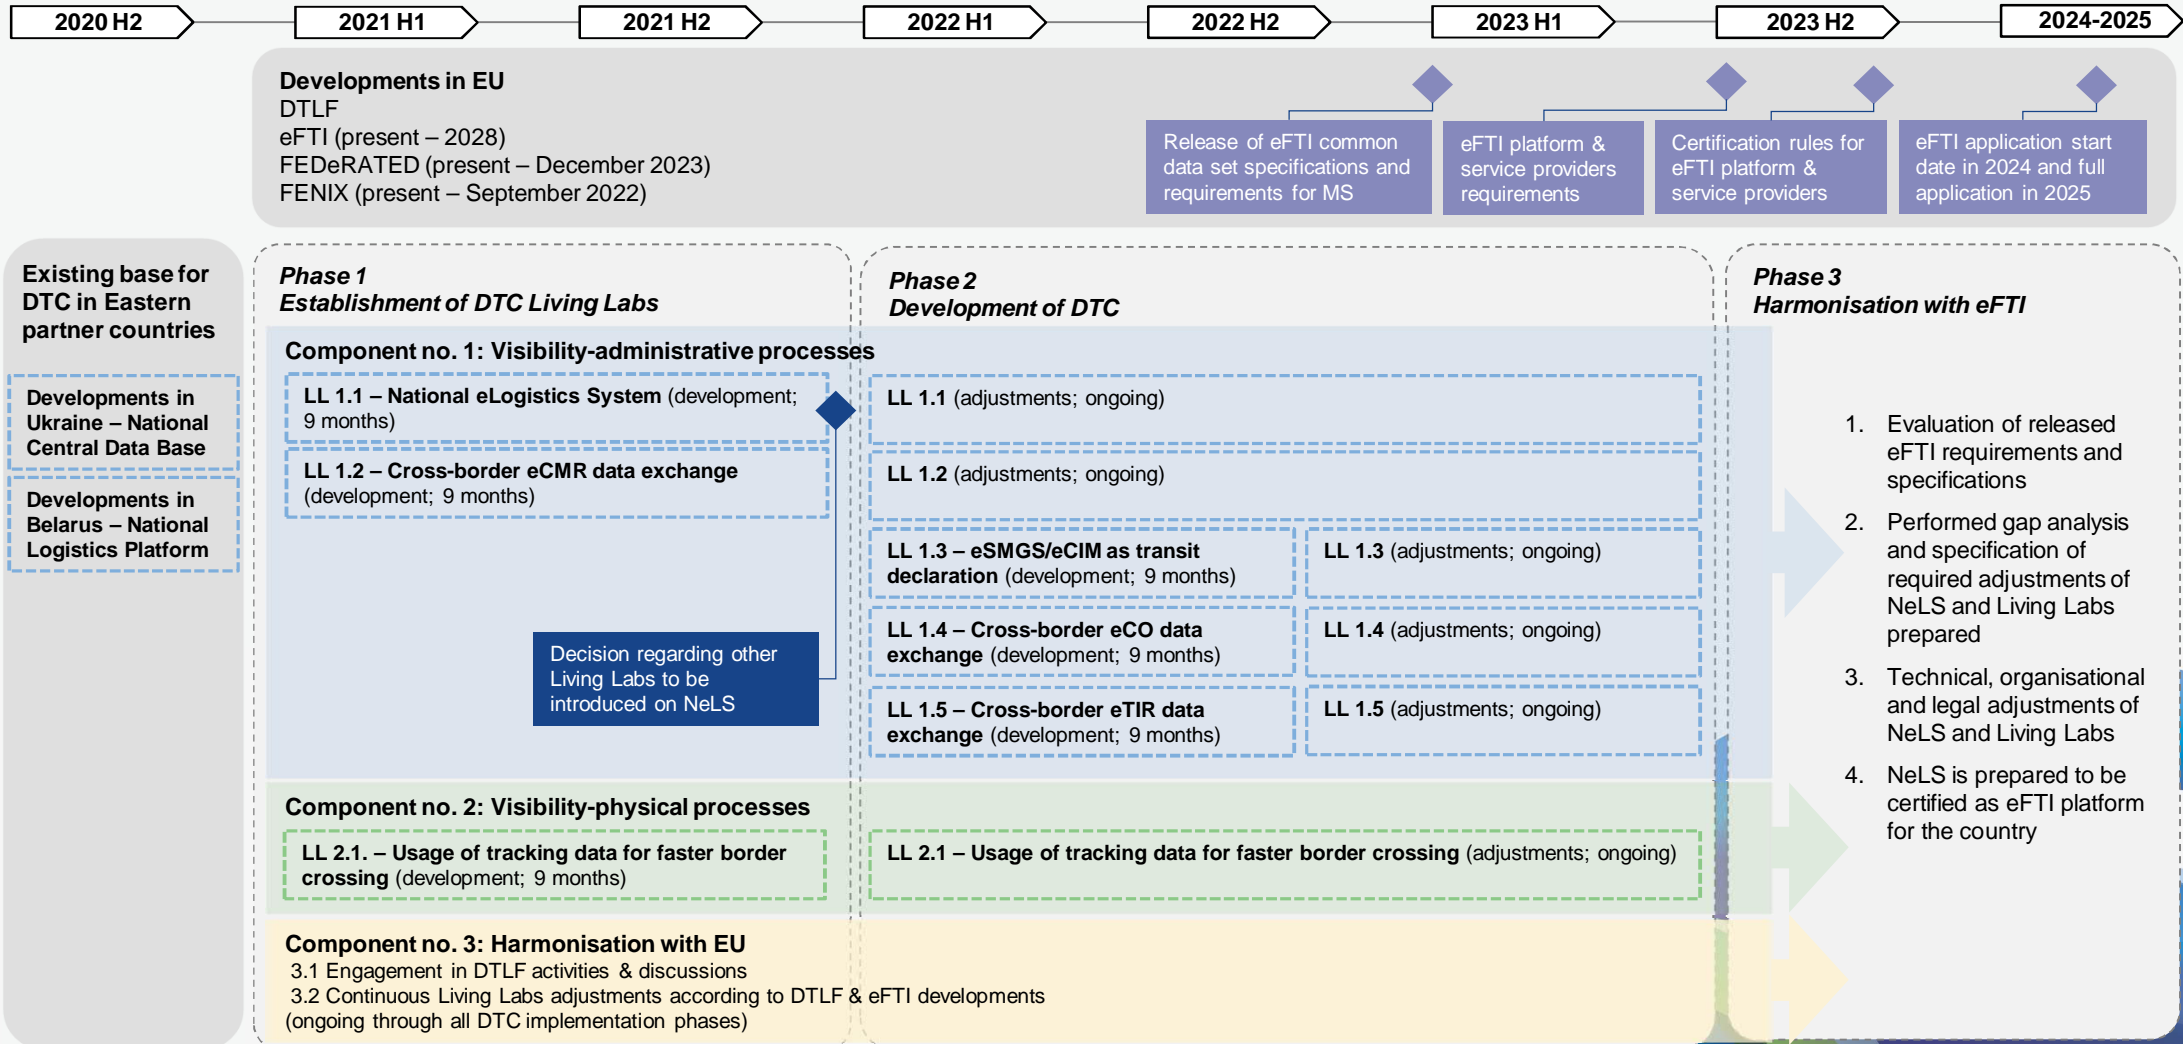 2020 H2
2021 H1
2021 H2
2022 H1
2022 H2
2023 H1
2023 H2
2024-2025
Developments in EU
DTLF
eFTI (present – 2028)
FEDeRATED (present – December 2023)
FENIX (present – September 2022)
Release of eFTI common
data set specifications and
requirements for MS
eFTI platform &
service providers
requirements
Certification rules for
eFTI platform &
service providers
eFTI application start
date in 2024 and full
application in 2025
Existing base for
DTC in Eastern
partner countries
Developments in
Ukraine – National
Central Data Base
Developments in
Belarus – National
Logistics Platform
Phase 1
Establishment of DTC Living Labs
Phase 2
Development of DTC
Phase 3
Harmonisation with eFTI
Component no. 1: Visibility-administrative processes
LL 1.1 – National eLogistics System (development;
9 months)
LL 1.2 – Cross-border eCMR data exchange
(development; 9 months)
Decision regarding other
Living Labs to be
introduced on NeLS
LL 1.1 (adjustments; ongoing)
LL 1.2 (adjustments; ongoing)
LL 1.3 – eSMGS/eCIM as transit
declaration (development; 9 months)
LL 1.3 (adjustments; ongoing)
LL 1.4 – Cross-border eCO data
exchange (development; 9 months)
LL 1.4 (adjustments; ongoing)
LL 1.5 – Cross-border eTIR data
exchange (development; 9 months)
LL 1.5 (adjustments; ongoing)
Component no. 2: Visibility-physical processes
LL 2.1. – Usage of tracking data for faster border
crossing (development; 9 months)
LL 2.1 – Usage of tracking data for faster border crossing (adjustments; ongoing)
Component no. 3: Harmonisation with EU
3.1 Engagement in DTLF activities & discussions
3.2 Continuous Living Labs adjustments according to DTLF & eFTI developments
(ongoing through all DTC implementation phases)
1. Evaluation of released
eFTI requirements and
specifications
2. Performed gap analysis
and specification of
required adjustments of
NeLS and Living Labs
prepared
3. Technical, organisational
and legal adjustments of
NeLS and Living Labs
4. NeLS is prepared to be
certified as eFTI platform
for the country